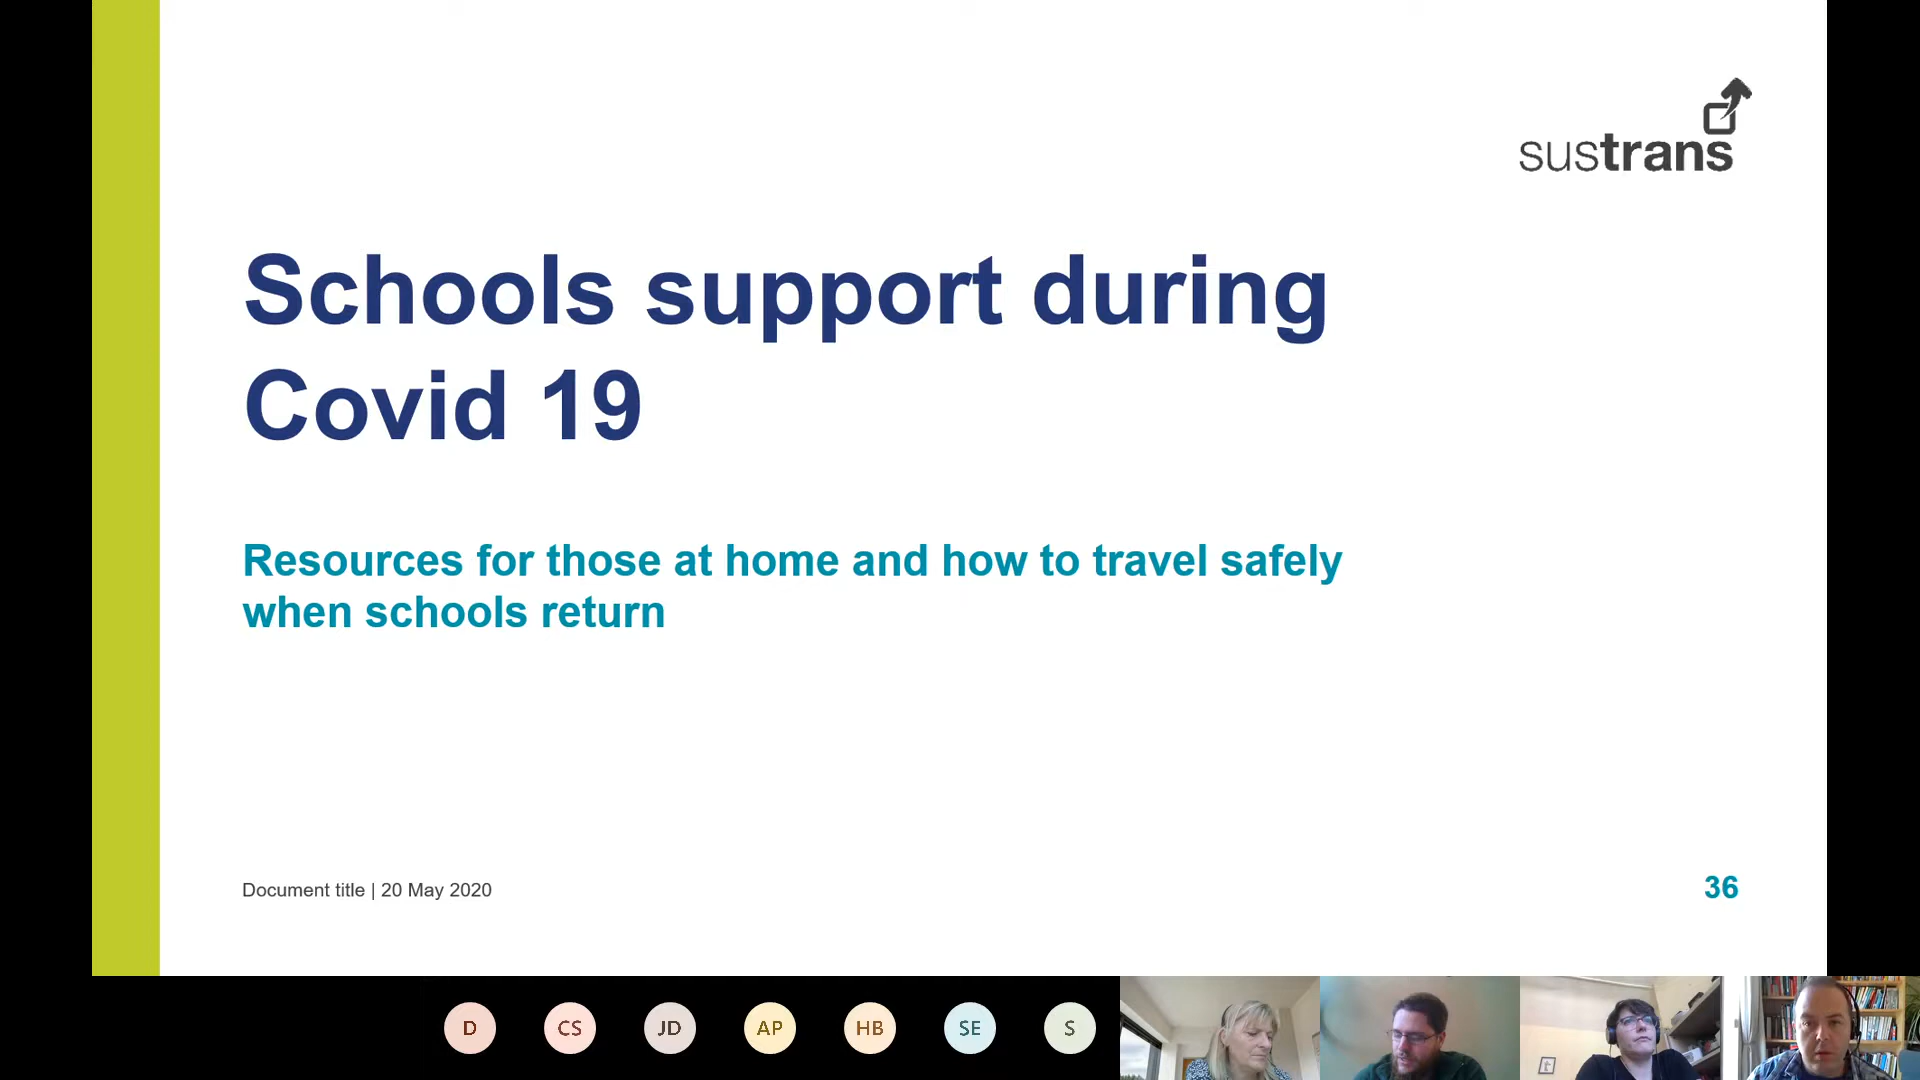 sustrans
Schools support during
Covid 19
Resources for those at home and how to travel safely
when schools return
Document title | 20 May 2020
36
D
CS
JD
AP
HB
SE
S